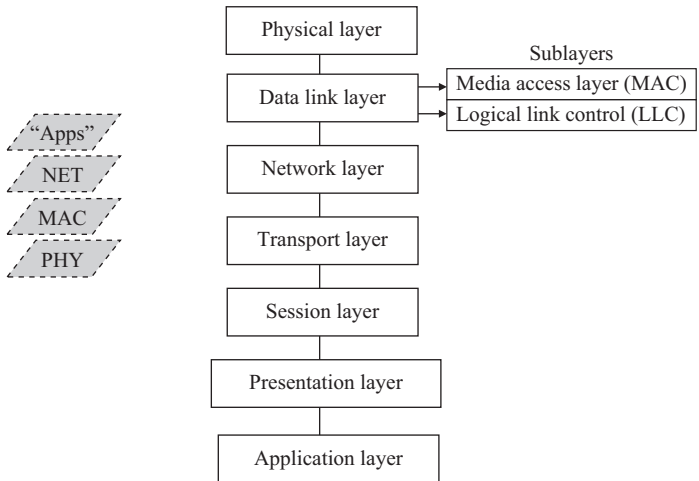 Physical layer
Sublayers
Data link layer
Media access layer (MAC)
Logical link control (LLC)
“Apps”
NET
MAC
PHY
Network layer
Transport layer
Session layer
Presentation layer
Application layer